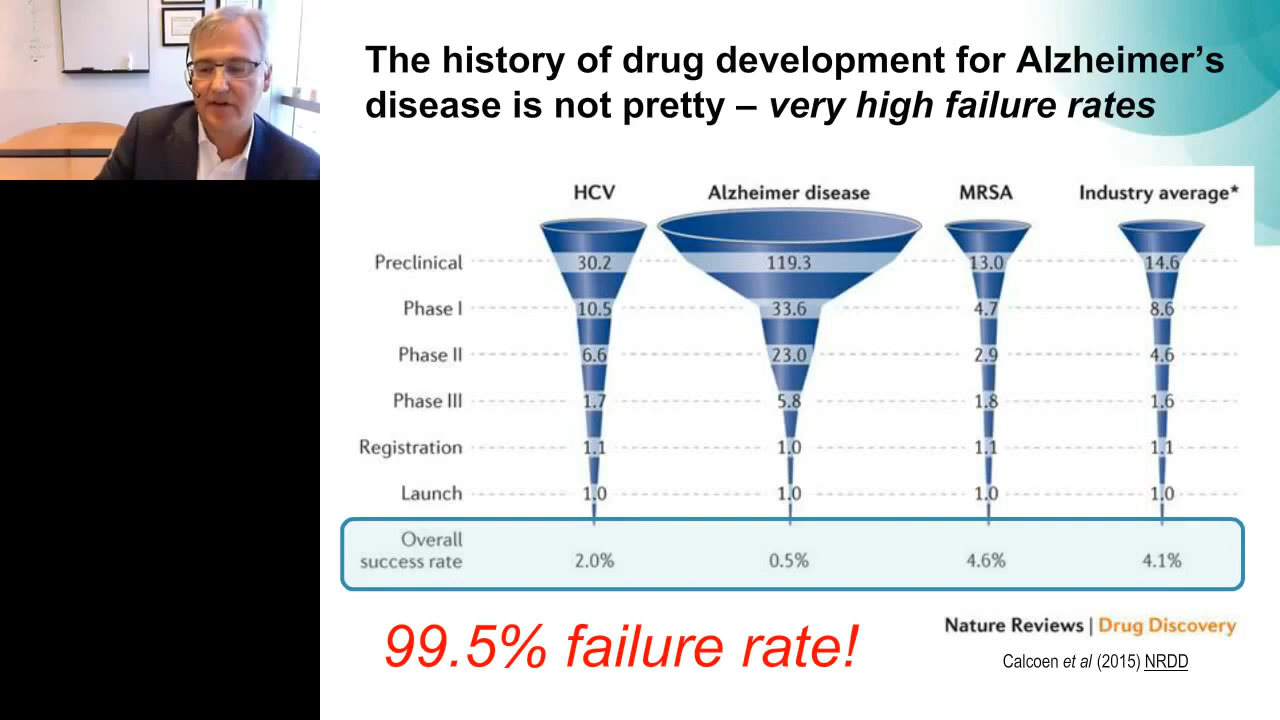 The history of drug development for Alzheimer’s
disease is not pretty – very high failure rates
HCV Alzheimer disease MRSA Industry average*
Preclinical 30.2 119.3 13.0 14.6
Phase I 10.5 33.6 4.7 8.6
Phase II 6.6 23.0 2.9 4.6
Phase III 1.7 5.8 1.8 1.6
Registration 1.1 1.0 1.1 1.1
Launch 1.0 1.0 1.0 1.0
Overall
success rate 2.0% 0.5% 4.6% 4.1%
99.5% failure rate!
Nature Reviews | Drug Discovery
Calcoen et al (2015) NRDD